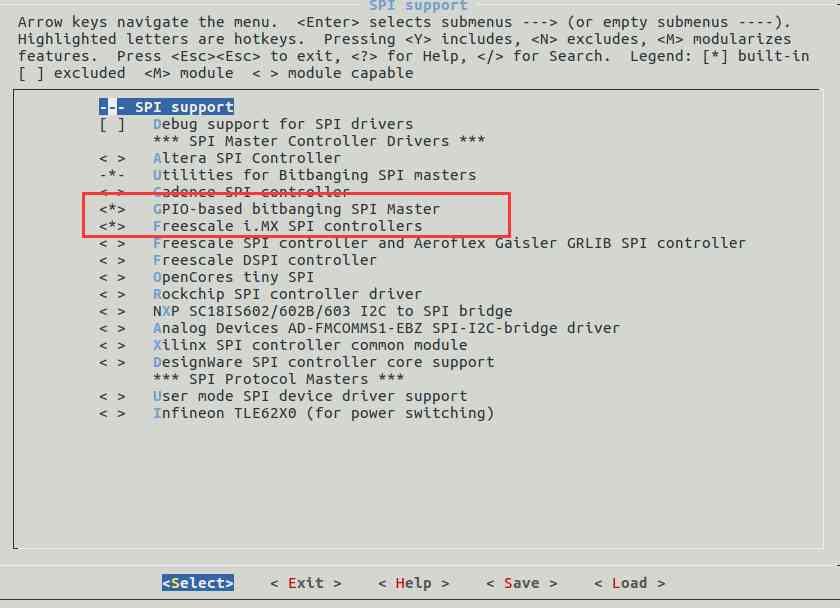 SPI support
Arrow keys navigate the menu.  <Enter> selects submenus ---> (or empty submenus ----).
Highlighted letters are hotkeys.  Pressing <Y> includes, <N> excludes, <M> modularizes
features.  Press <Esc><Esc> to exit, <?> for Help, </> for Search.  Legend: [*] built-in
[ ] excluded  <M> module  < > module capable
--- SPI support
[ ]   Debug support for SPI drivers
*** SPI Master Controller Drivers ***
< >   Altera SPI Controller
-*-   Utilities for Bitbanging SPI masters
< >   Cadence SPI controller
<*>   GPIO-based bitbanging SPI Master
<*>   Freescale i.MX SPI controllers
< >   Freescale SPI controller and Aeroflex Gaisler GRLIB SPI controller
< >   Freescale DSPI controller
< >   OpenCores tiny SPI
< >   Rockchip SPI controller driver
< >   NXP SC18IS602/602B/603 I2C to SPI bridge
< >   Analog Devices AD-FMCOMMS1-EBZ SPI-I2C-bridge driver
< >   Xilinx SPI controller common module
< >   DesignWare SPI controller core support
*** SPI Protocol Masters ***
< >   User mode SPI device driver support
< >   Infineon TLE62X0 (for power switching)
<Select>    < Exit >    < Help >    < Save >    < Load >